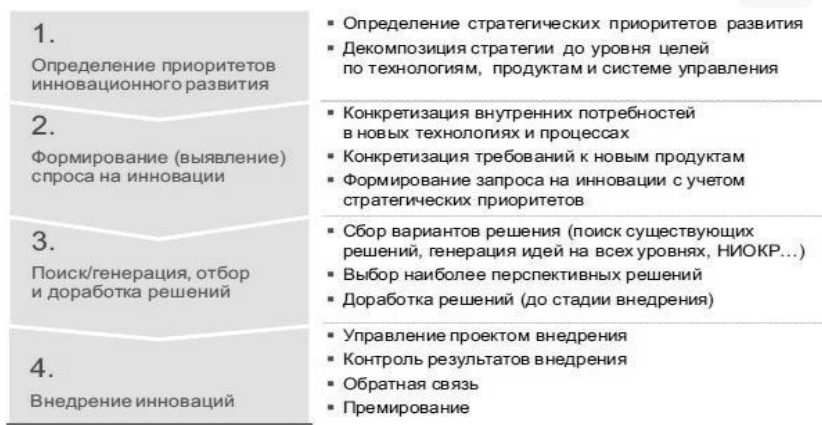 1.
Определение приоритетов
инновационного развития
▪ Определение стратегических приоритетов развития
▪ Декомпозиция стратегии до уровня целей
по технологиям, продуктам и системе управления
2.
Формирование (выявление)
спроса на инновации
▪ Конкретизация внутренних потребностей
в новых технологиях и процессах
▪ Конкретизация требований к новым продуктам
▪ Формирование запроса на инновации с учетом
стратегических приоритетов
3.
Поиск/генерация, отбор
и доработка решений
▪ Сбор вариантов решения (поиск существующих
решений, генерация идей на всех уровнях, НИОКР...)
▪ Выбор наиболее перспективных решений
▪ Доработка решений (до стадии внедрения)
4.
Внедрение инноваций
▪ Управление проектом внедрения
▪ Контроль результатов внедрения
▪ Обратная связь
▪ Премирование